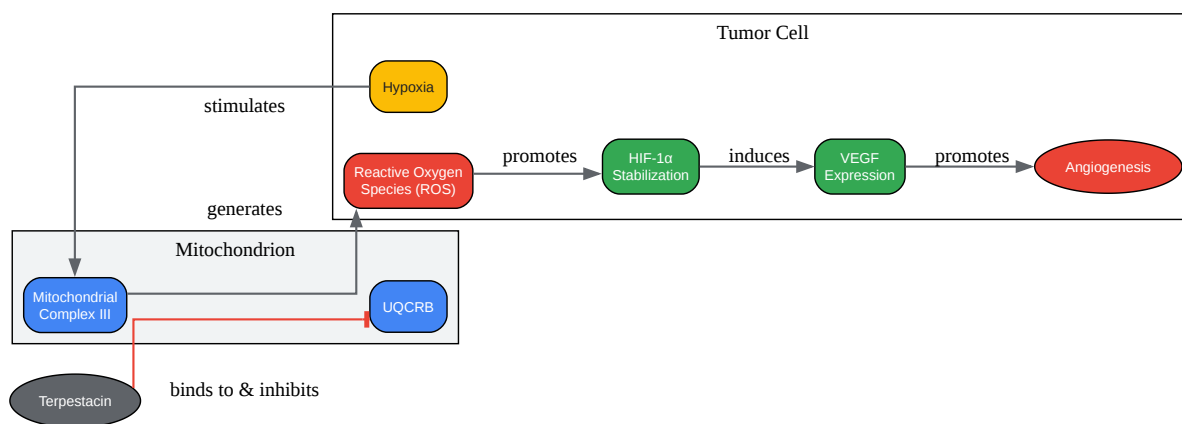 Tumor Cell
Hypoxia
stimulates
promotes
HIF-1α
Stabilization
induces
VEGF
Expression
promotes
Angiogenesis
Reactive Oxygen
Species (ROS)
generates
Mitochondrion
Mitochondrial
Complex III
UQCRB
Terpestacin
binds to & inhibits